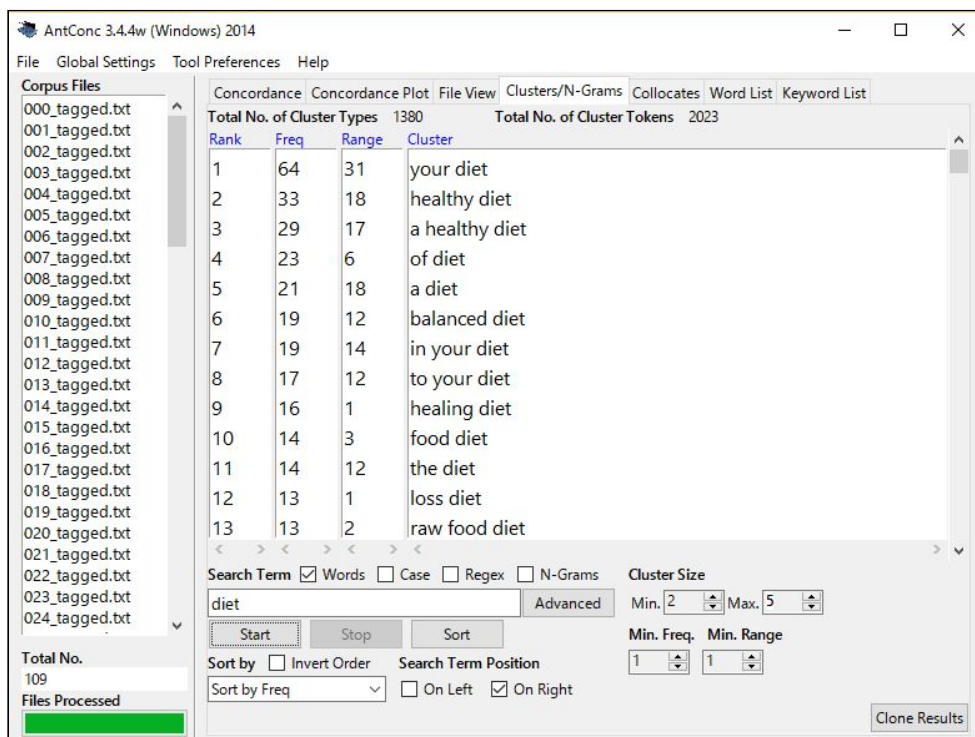 AntConc 3.4.4w (Windows) 2014
File Global Settings Tool Preferences Help
Corpus Files
000_tagged.txt
001_tagged.txt
002_tagged.txt
003_tagged.txt
004_tagged.txt
005_tagged.txt
006_tagged.txt
007_tagged.txt
008_tagged.txt
009_tagged.txt
010_tagged.txt
011_tagged.txt
012_tagged.txt
013_tagged.txt
014_tagged.txt
015_tagged.txt
016_tagged.txt
017_tagged.txt
018_tagged.txt
019_tagged.txt
020_tagged.txt
021_tagged.txt
022_tagged.txt
023_tagged.txt
024_tagged.txt
Total No.
109
Files Processed
Concordance Concordance Plot File View Clusters/N-Grams Collocates Word List Keyword List
Total No. of Cluster Types 1380 Total No. of Cluster Tokens 2023
Rank Freq Range Cluster
1 64 31 your diet
2 33 18 healthy diet
3 29 17 a healthy diet
4 23 6 of diet
5 21 18 a diet
6 19 12 balanced diet
7 19 14 in your diet
8 17 12 to your diet
9 16 1 healing diet
10 14 3 food diet
11 14 12 the diet
12 13 1 loss diet
13 13 2 raw food diet
Search Term Words Case Regex N-Grams Cluster Size
diet Advanced Min. 2 Max. 5
Start Stop Sort Min. Freq. Min. Range
Sort by Invert Order Search Term Position 1 1
Sort by Freq On Left On Right
Clone Results